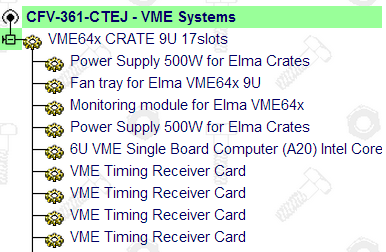 CFV-361-CTEJ - VME Systems
VME64x CRATE 9U 17slots
Power Supply 500W for Elma Crates
Fan tray for Elma VME64x 9U
Monitoring module for Elma VME64x
Power Supply 500W for Elma Crates
6U VME Single Board Computer (A20) Intel Core
VME Timing Receiver Card
VME Timing Receiver Card
VME Timing Receiver Card
VME Timing Receiver Card